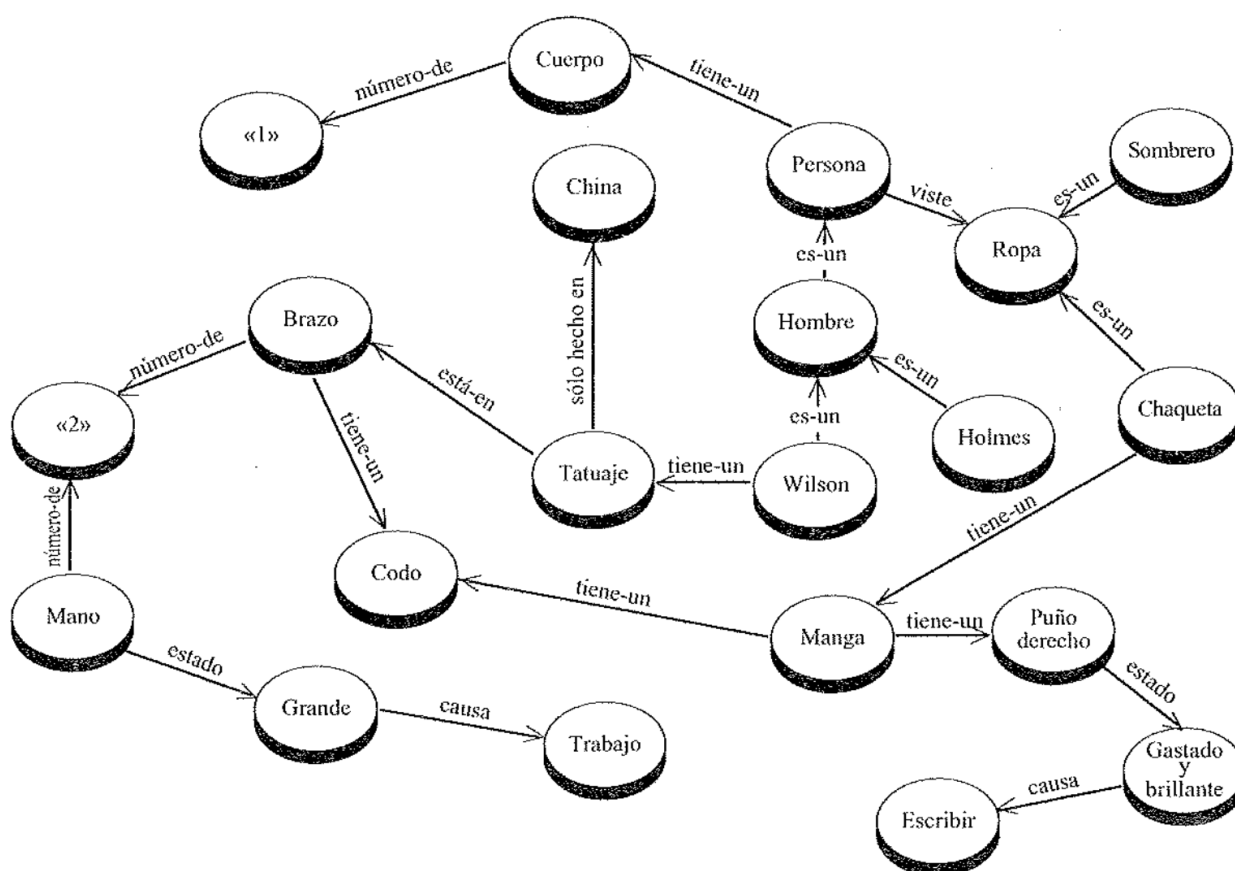 Cuerpo
número-de
tiene-un
«1»
Persona
Sombrero
China
viste
es-un
Ropa
es-un
Brazo
Hombre
es-un
número-de
sólo hecho en
es-un
está-en
«2»
tiene-un
es-un
Holmes
Chaqueta
Tatuaje
tiene-un
Wilson
número-de
tiene-un
Codo
tiene-un
Mano
Manga
tiene-un
Puño
derecho
estado
estado
Grande
causa
Trabajo
Gastado
y
brillante
causa
Escribir